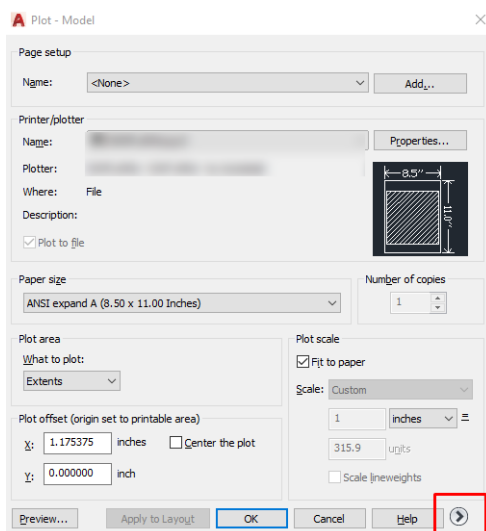 Plot - Model
Page setup
Name: <None> Add...
Printer/plotter
Name: Properties...
Plotter:
Where: File
Description:
Plot to file
8.5″
11.0″
Paper size
ANSI expand A (8.50 x 11.00 Inches)
Number of copies
1
Plot area
What to plot:
Extents
Plot scale
Fit to paper
Scale: Custom
1 inches =
315.9 units
Scale lineweights
Plot offset (origin set to printable area)
X: 1.175375 inches Center the plot
Y: 0.000000 inch
Preview... Apply to Layout OK Cancel Help